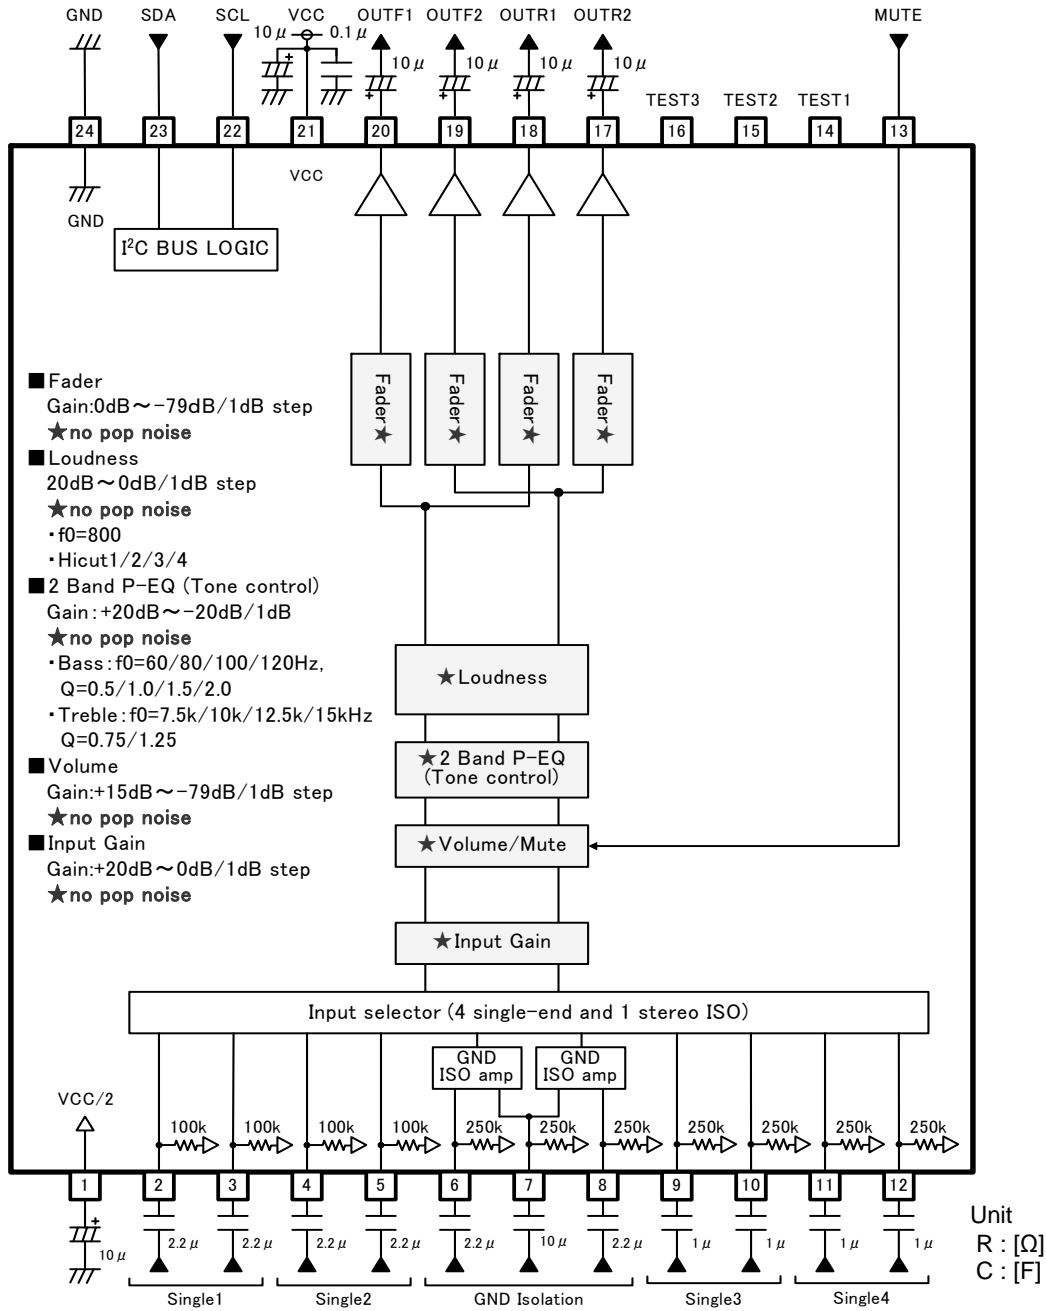 GND SDA SCL VCC OUTF1 OUTF2 OUTR1 OUTR2 MUTE
10μ 0.1μ 10μ 10μ 10μ 10μ
TEST3 TEST2 TEST1
24 23 22 21 20 19 18 17 16 15 14 13
VCC
GND
I²C BUS LOGIC
Fader★ Fader★ Fader★ Fader★
■Fader
Gain:0dB～-79dB/1dB step
★no pop noise
■Loudness
20dB～0dB/1dB step
★no pop noise
・f0=800
・Hicut1/2/3/4
■2 Band P-EQ (Tone control)
Gain:+20dB～-20dB/1dB
★no pop noise
・Bass:f0=60/80/100/120Hz,
Q=0.5/1.0/1.5/2.0
・Treble:f0=7.5k/10k/12.5k/15kHz
Q=0.75/1.25
■Volume
Gain:+15dB～-79dB/1dB step
★no pop noise
■Input Gain
Gain:+20dB～0dB/1dB step
★no pop noise
★Loudness
★2 Band P-EQ
(Tone control)
★Volume/Mute
★Input Gain
Input selector (4 single-end and 1 stereo ISO)
GND
ISO amp
GND
ISO amp
VCC/2
100k 100k 100k 100k 250k 250k 250k 250k 250k 250k 250k
1 2 3 4 5 6 7 8 9 10 11 12
10μ 2.2μ 2.2μ 2.2μ 2.2μ 2.2μ 10μ 2.2μ 1μ 1μ 1μ 1μ
Single1 Single2 GND Isolation Single3 Single4
Unit
R : [Ω]
C : [F]